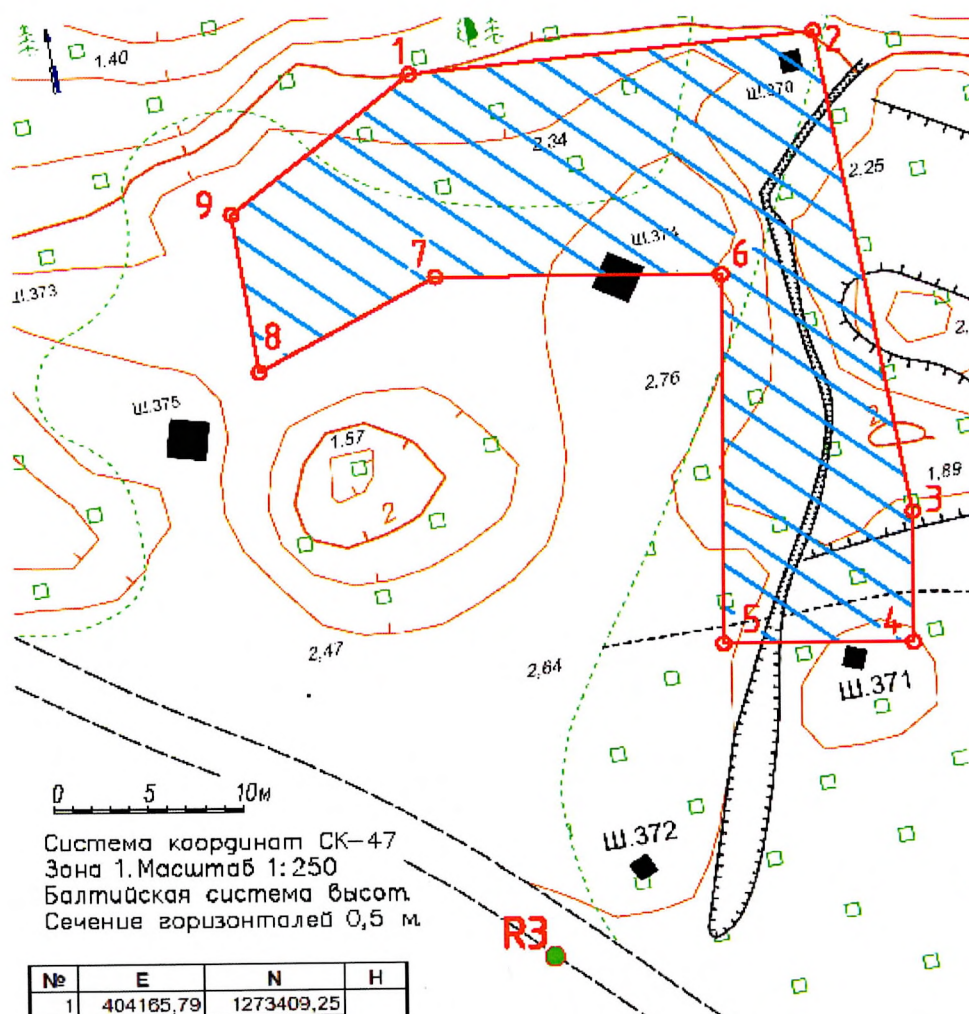 2
1
1.40
Ш.370
2,34
2.25
9
7
Ш.374
6
Ш.373
8
2.
2,76
Ш.375
2
1.57
1,89
3
2
5
4
2,47
2,64
Ш.371
0 5 10м
Ш.372
Система координат СК-47
Зона 1. Масштаб 1:250
Балтийская система высот.
Сечение горизонталей 0,5 м.
R3
№ E N H
1 404165,79 1273409,25